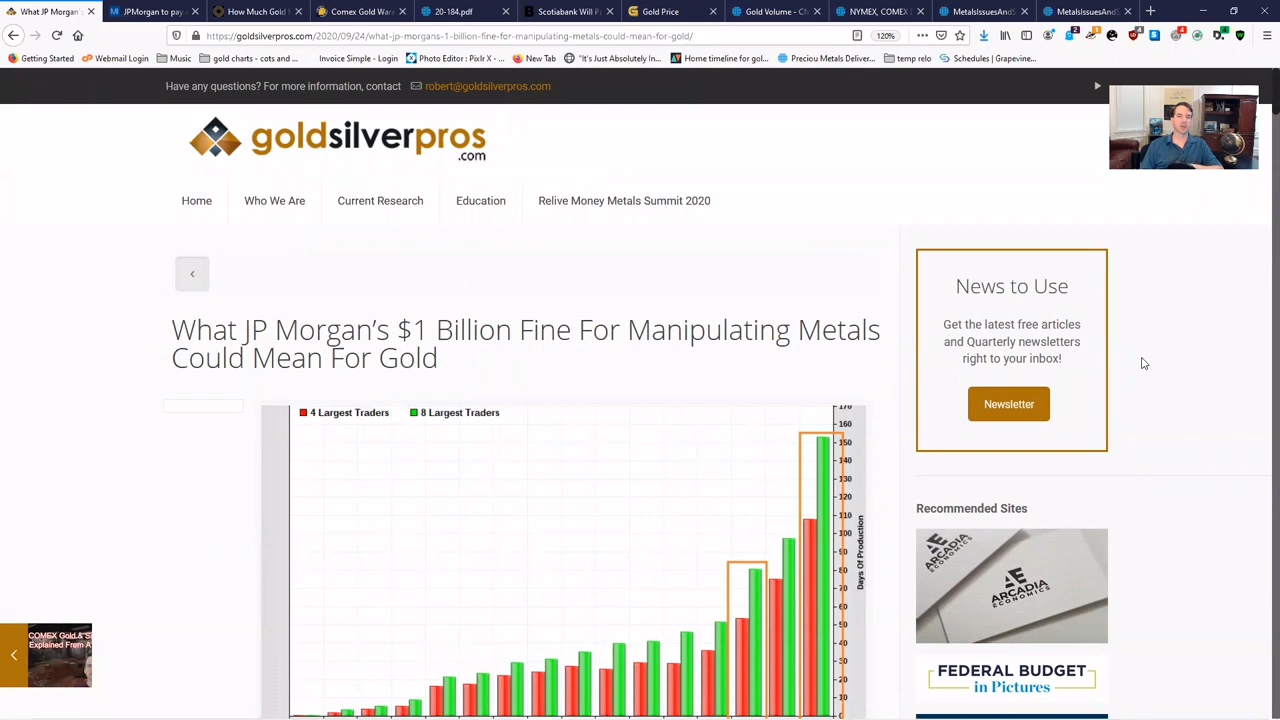 What JP Morgan's
JPMorgan to pay
How Much Gold
Comex Gold War
20-184.pdf
Scotiabank Will P
Gold Price
Gold Volume - C
NYMEX, COMEX
MetalsIssuesAndS
MetalsIssuesAndS
https://goldsilverpros.com/2020/09/24/what-jp-morgans-1-billion-fine-for-manipulating-metals-could-mean-for-gold/
120%
Getting Started
Webmail Login
Music
gold charts - cots and ...
Invoice Simple - Login
Photo Editor : Pixlr X - ...
New Tab
"It's Just Absolutely In...
Home timeline for gol...
Preciou Metals Deliver...
temp relo
Schedules | Grapevine...
Have any questions? For more information, contact robert@goldsilverpros.com
goldsilverpros
.com
Home
Who We Are
Current Research
Education
Relive Money Metals Summit 2020
What JP Morgan's $1 Billion Fine For Manipulating Metals
Could Mean For Gold
4 Largest Traders
8 Largest Traders
170
160
150
140
130
120
110
100
90
80
70
60
50
40
30
20
10
0
Days Of Production
News to Use
Get the latest free articles
and Quarterly newsletters
right to your inbox!
Newsletter
Recommended Sites
ARCADIA
ECONOMICS
ARCADIA
ECONOMICS
FEDERAL BUDGET
in Pictures
COMEX Gold & Si
Explained From A